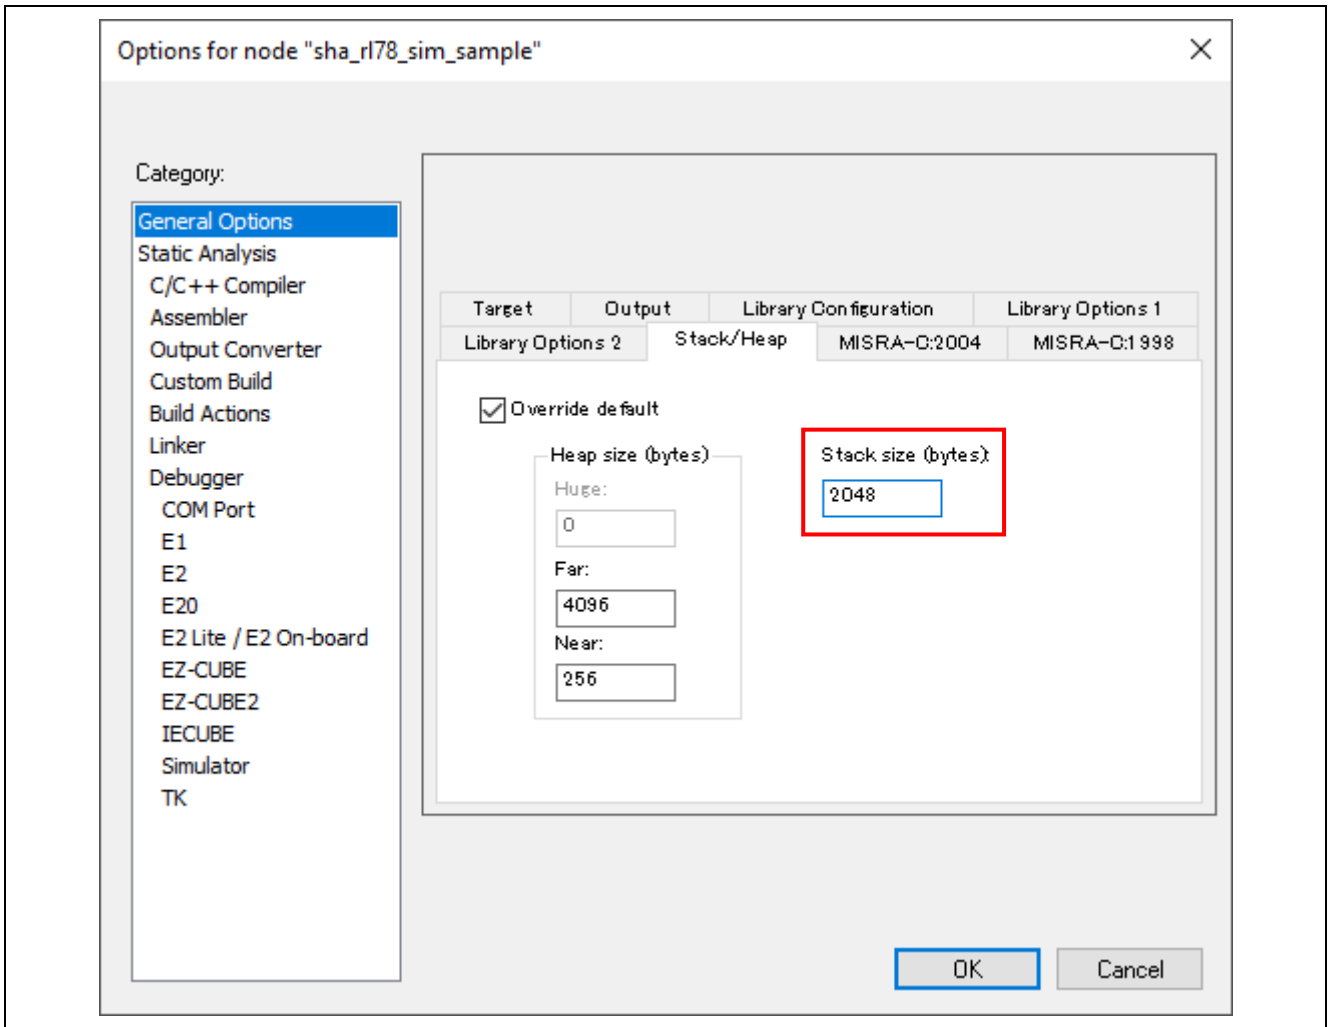 Options for node "sha_rl78_sim_sample"
Category:
General Options
Static Analysis
C/C++ Compiler
Assembler
Output Converter
Custom Build
Build Actions
Linker
Debugger
COM Port
E1
E2
E20
E2 Lite / E2 On-board
EZ-CUBE
EZ-CUBE2
IECUBE
Simulator
TK
Target Output Library Configuration Library Options 1
Library Options 2 Stack/Heap MISRA-C:2004 MISRA-C:1998
Override default
Heap size (bytes)
Huge:
0
Far:
4096
Near:
256
Stack size (bytes):
2048
OK Cancel